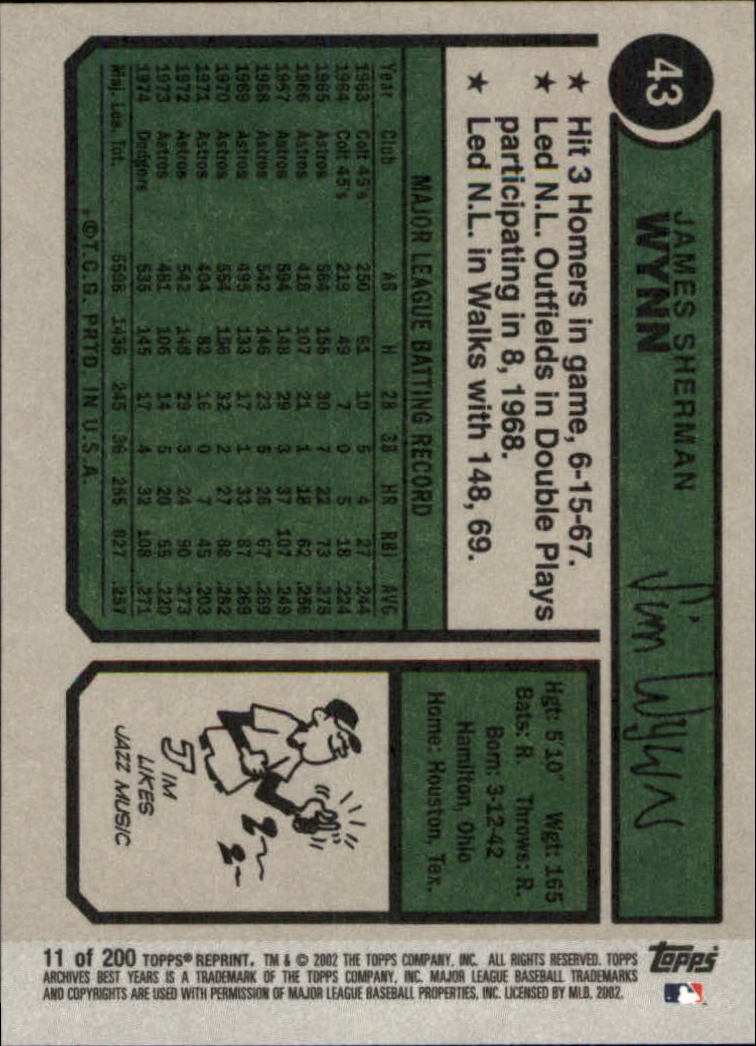 43
JAMES SHERMAN
WYNN
Jim Wynn
★ Hit 3 Homers in game, 6-15-67.
★ Led N.L. Outfields in Double Plays
participating in 8, 1968.
★ Led N.L. in Walks with 148, 69.
MAJOR LEAGUE BATTING RECORD
Year Club AB H 2B 3B HR RBI AVG
1963 Colt 45's 250 61 10 5 4 27 .244
1964 Colt 45's 219 49 7 0 5 18 .224
1965 Astros 564 155 30 7 22 73 .275
1966 Astros 418 107 21 1 18 62 .256
1967 Astros 594 148 29 3 37 107 .249
1968 Astros 542 146 23 5 26 67 .269
1969 Astros 495 133 17 1 33 87 .269
1970 Astros 554 156 32 2 27 88 .282
1971 Astros 404 82 16 0 7 45 .203
1972 Astros 542 148 29 3 24 90 .273
1973 Astros 481 106 14 5 20 55 .220
1974 Dodgers 535 145 17 4 32 108 .271
Maj. Lea. Tot. 5598 1436 245 36 255 827 .257
©T.C.G. PRTD. IN U.S.A.
Hgt: 5'10" Wgt: 165
Bats: R. Throws: R.
Born: 3-12-42
Hamilton, Ohio
Home: Houston, Tex.
JIM
LIKES
JAZZ MUSIC
11 of 200 TOPPS® REPRINT. TM & © 2002 THE TOPPS COMPANY, INC. ALL RIGHTS RESERVED. TOPPS
ARCHIVES BEST YEARS IS A TRADEMARK OF THE TOPPS COMPANY, INC. MAJOR LEAGUE BASEBALL TRADEMARKS
AND COPYRIGHTS ARE USED WITH PERMISSION OF MAJOR LEAGUE BASEBALL PROPERTIES, INC. LICENSED BY MLB, 2002.
TOPPS